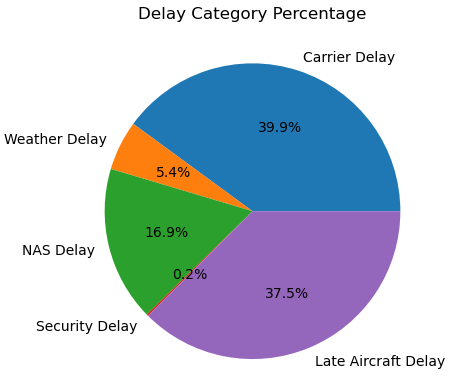 Delay Category Percentage
Carrier Delay
39.9%
Weather Delay
5.4%
NAS Delay
16.9%
Security Delay
0.2%
Late Aircraft Delay
37.5%